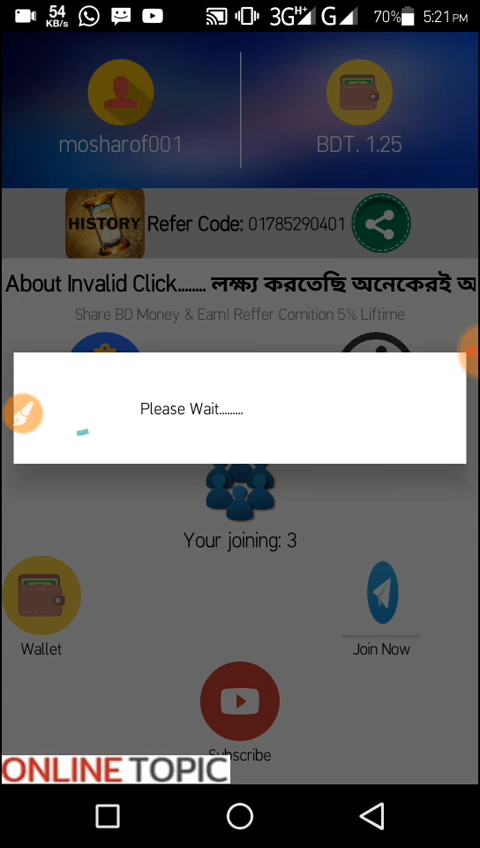 54
KB/s
3G H+ G 70% 5:21 PM
mosharof001
BDT. 1.25
HISTORY
Refer Code: 01785290401
About Invalid Click........ লক্ষ্য করতেছি অনেকেরই
Share BD Money & Earn! Reffer Comition 5% Liftime
Please Wait.........
Your joining: 3
Wallet
Join Now
Subscribe
ONLINE TOPIC